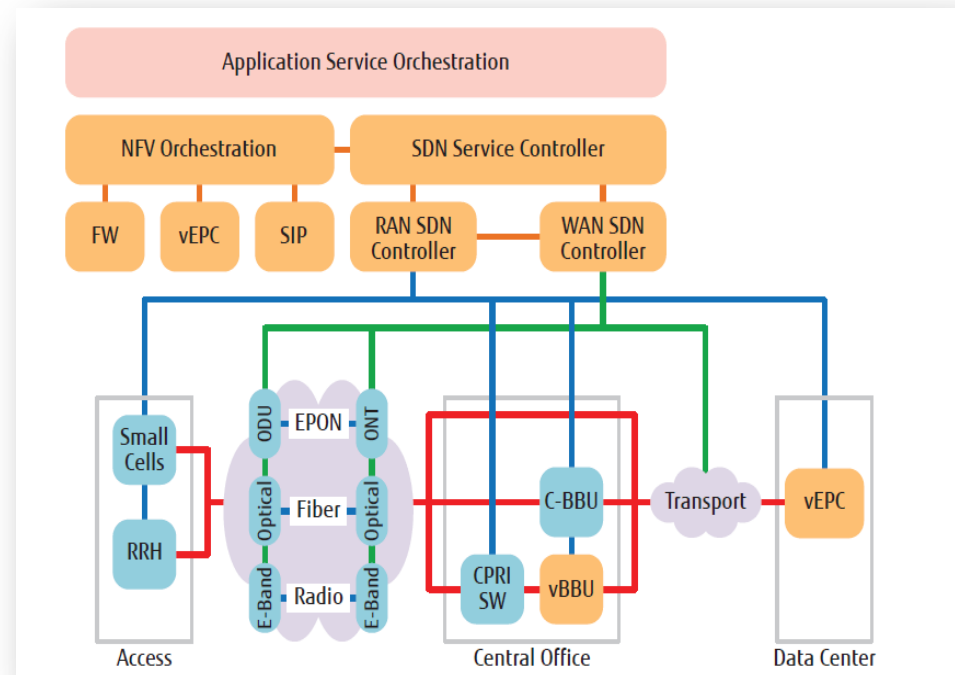 Application Service Orchestration
NFV Orchestration
SDN Service Controller
FW
vEPC
SIP
RAN SDN
Controller
WAN SDN
Controller
Small
Cells
RRH
ODU
EPON
ONT
Optical
Fiber
Optical
E-Band
Radio
E-Band
C-BBU
CPRI
SW
vBBU
Transport
vEPC
Access
Central Office
Data Center